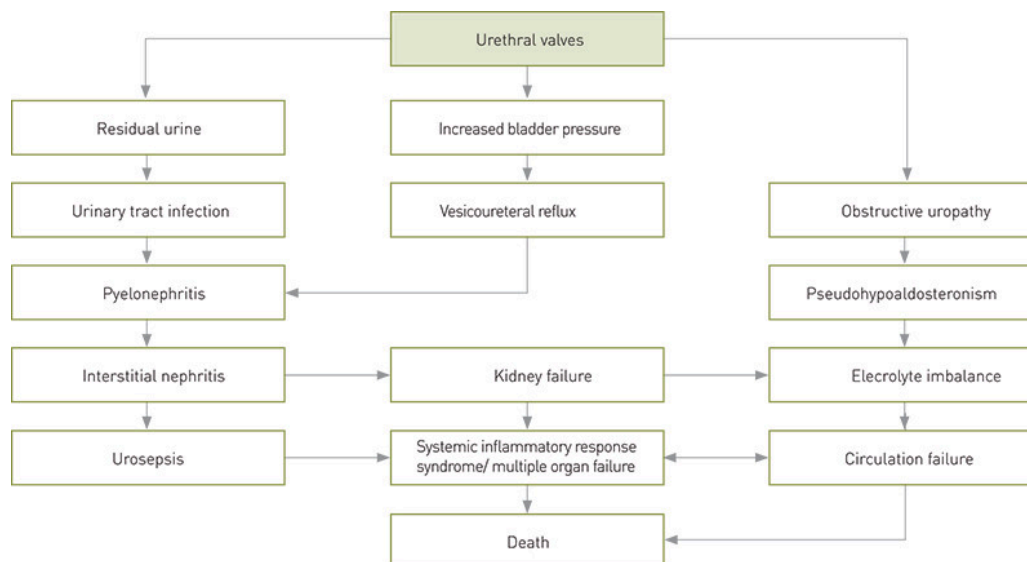 Urethral valves
Residual urine
Increased bladder pressure
Urinary tract infection
Vesicoureteral reflux
Obstructive uropathy
Pyelonephritis
Pseudohypoaldosteronism
Interstitial nephritis
Kidney failure
Elecrolyte imbalance
Urosepsis
Systemic inflammatory response
syndrome/ multiple organ failure
Circulation failure
Death